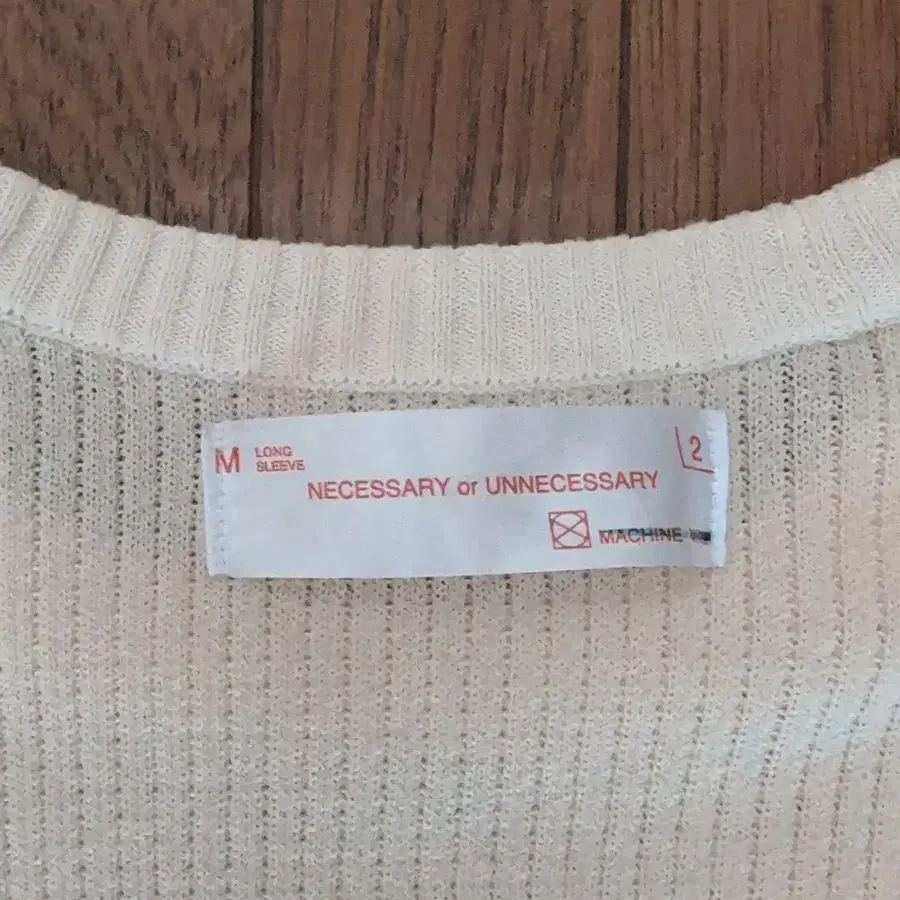 M LONG
SLEEVE
2
NECESSARY or UNNECESSARY
MACHINE